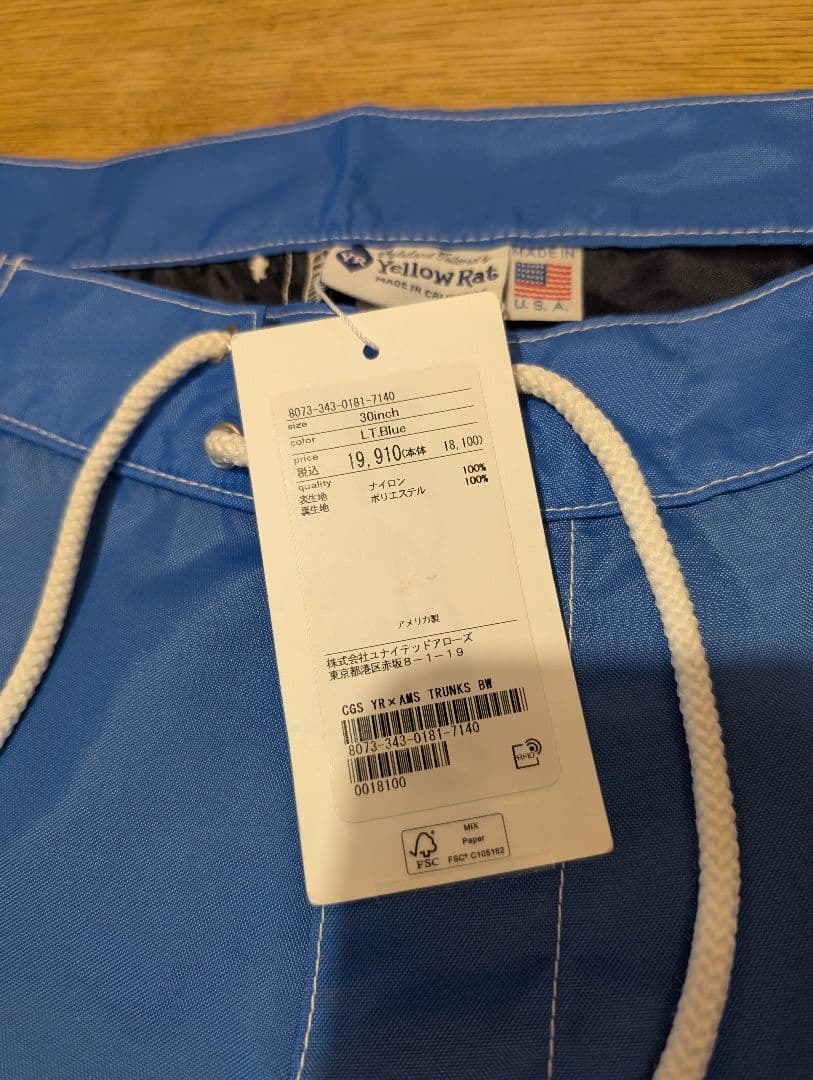 YR
Yellow Rat
MADE IN
MADE IN
U.S.A.
8073-343-0181-7140
size 30inch
color LT.Blue
price
税込 19,910(本体 18,100)
quality
表生地 ナイロン 100%
裏生地 ポリエステル 100%
アメリカ製
株式会社ユナイテッドアローズ
東京都港区赤坂8-1-19
CGS YR×AMS TRUNKS BW
8073-343-0181-7140
0018100
RFID
FSC
MIX
Paper
FSC® C105162